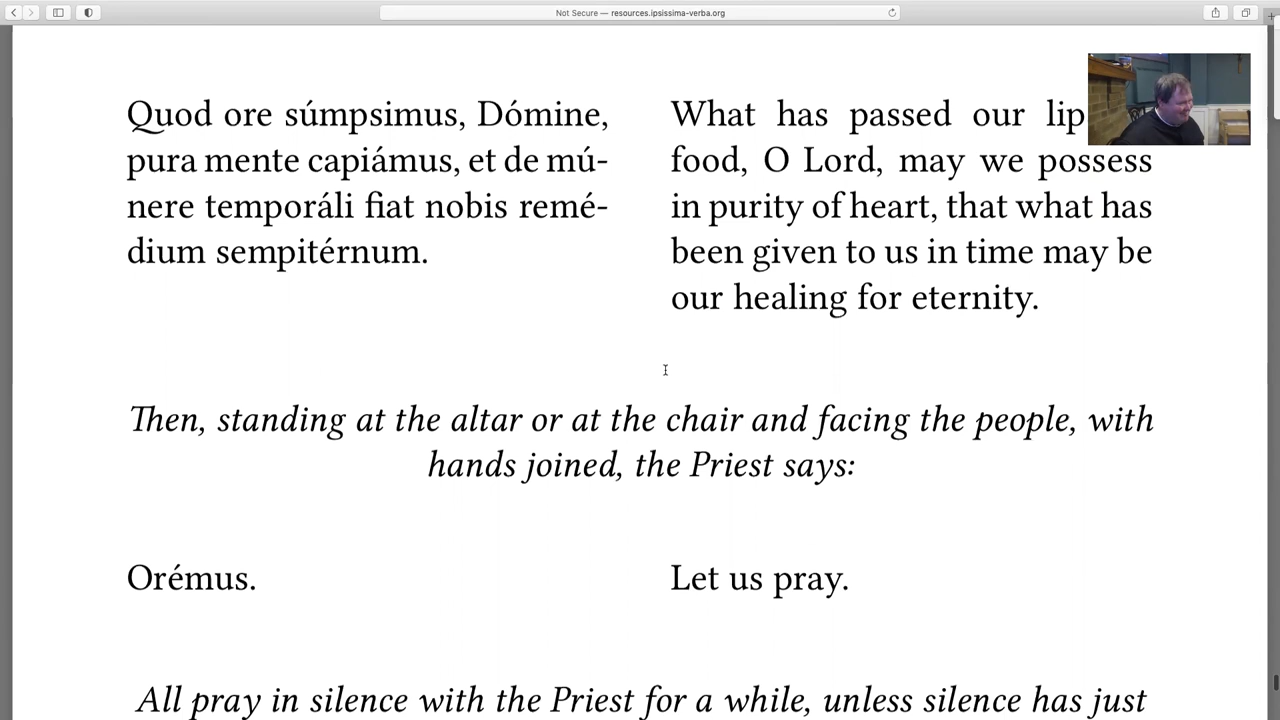 Not Secure — resources.ipsissima-verba.org
Quod ore súmpsimus, Dómine,
pura mente capiámus, et de mú-
nere temporáli fiat nobis remé-
dium sempitérnum.
What has passed our
food, O Lord, may we possess
in purity of heart, that what has
been given to us in time may be
our healing for eternity.
Then, standing at the altar or at the chair and facing the people, with
hands joined, the Priest says:
Orémus.
Let us pray.
All pray in silence with the Priest for a while, unless silence has just